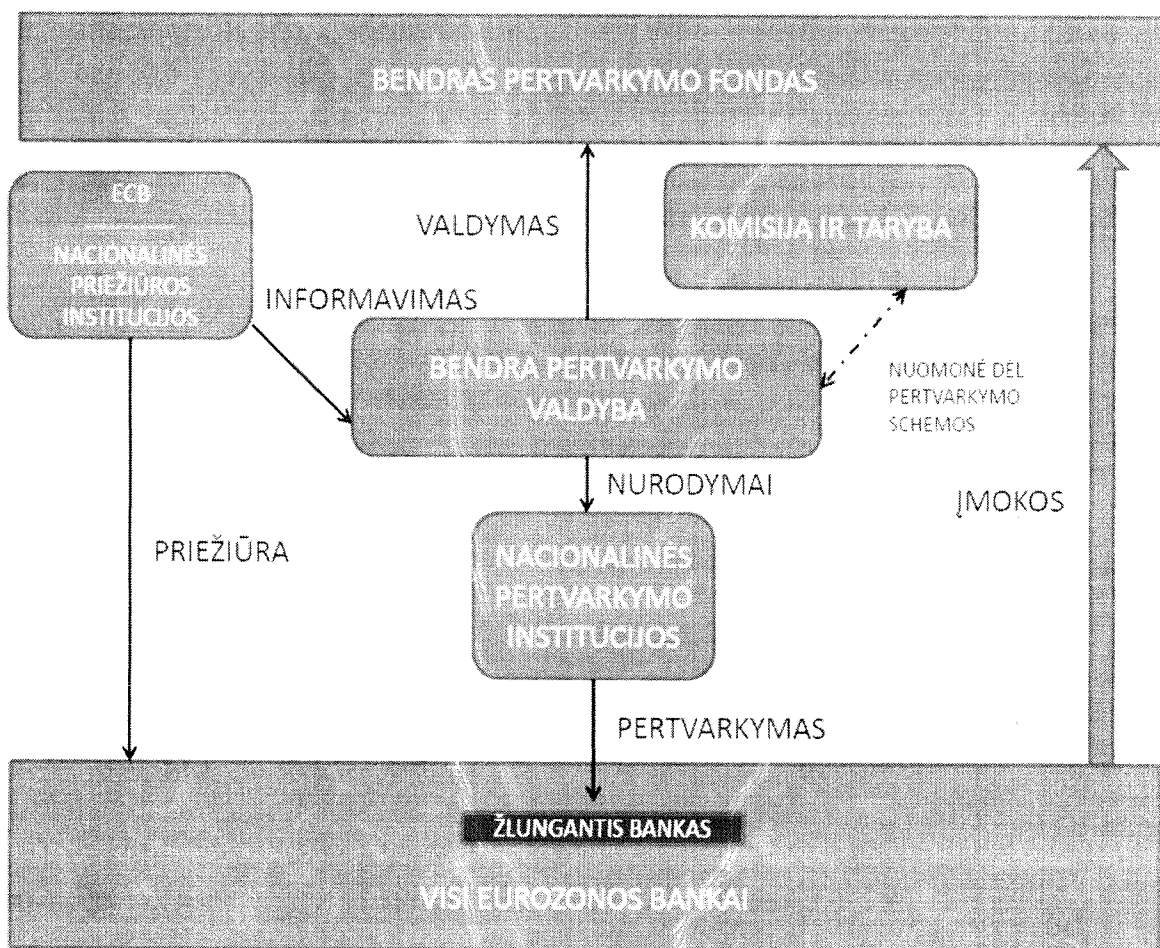 BENDRAS PERTVARKYMO FONDAS
ECB
NACIONALINĖS
PRIEŽIŪROS
INSTITUCIJOS
VALDYMAS
KOMISIJA IR TARYBA
INFORMAVIMAS
BENDRA PERTVARKYMO
VALDYBA
NUOMONĖ DĖL
PERTVARKYMO
SCHEMOS
NURODYMAI
ĮMOKOS
PRIEŽIŪRA
NACIONALINĖS
PERTVARKYMO
INSTITUCIJOS
PERTVARKYMAS
ŽLUNGANTIS BANKAS
VISI EUROZONOS BANKAI